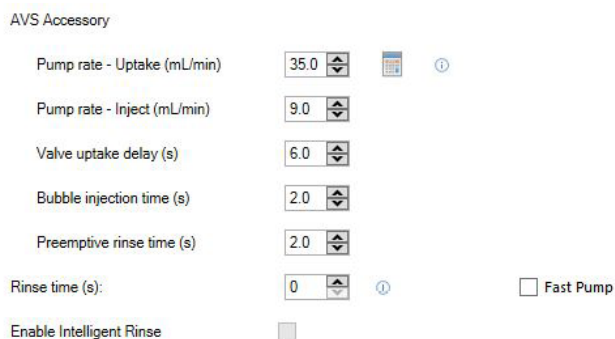 AVS Accessory
Pump rate - Uptake (mL/min) 35.0
Pump rate - Inject (mL/min) 9.0
Valve uptake delay (s) 6.0
Bubble injection time (s) 2.0
Preemptive rinse time (s) 2.0
Rinse time (s): 0 Fast Pump
Enable Intelligent Rinse